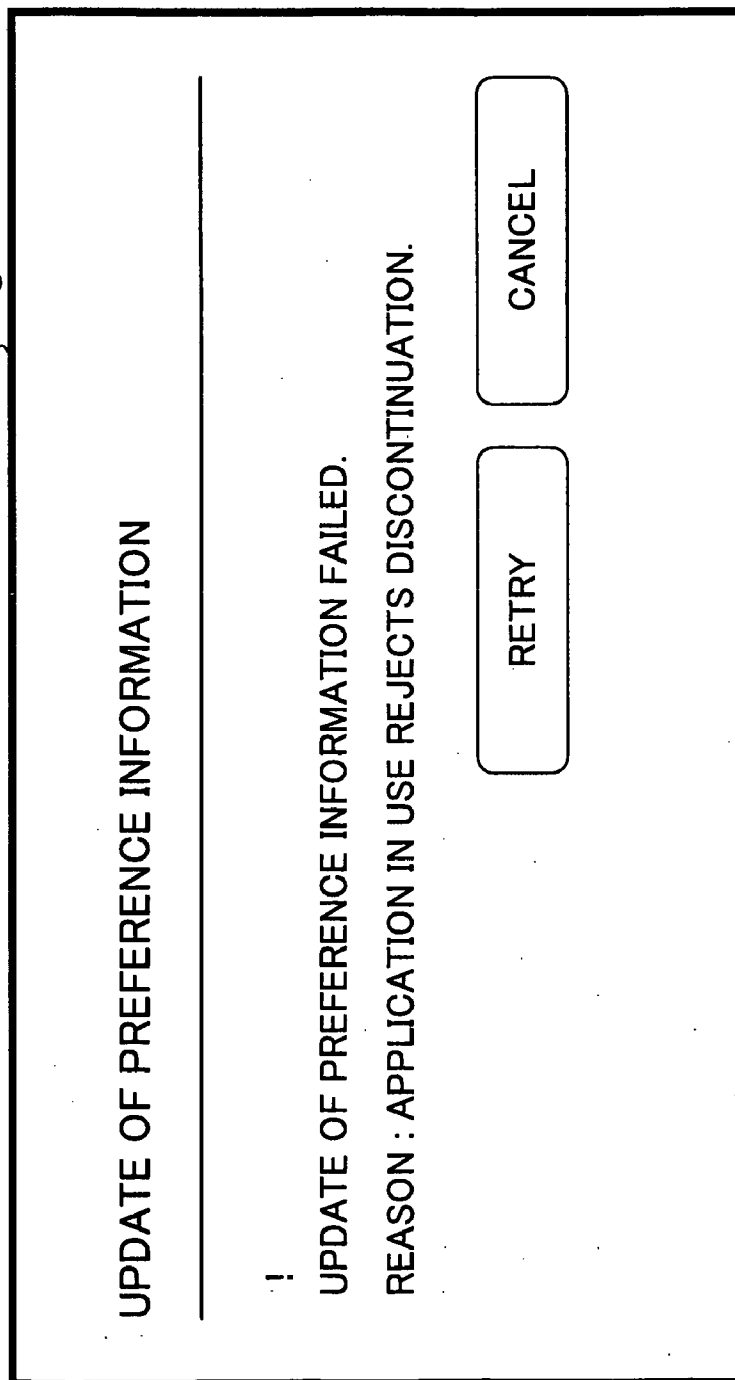 UPDATE OF PREFERENCE INFORMATION
!
UPDATE OF PREFERENCE INFORMATION FAILED.
REASON : APPLICATION IN USE REJECTS DISCONTINUATION.
RETRY
CANCEL